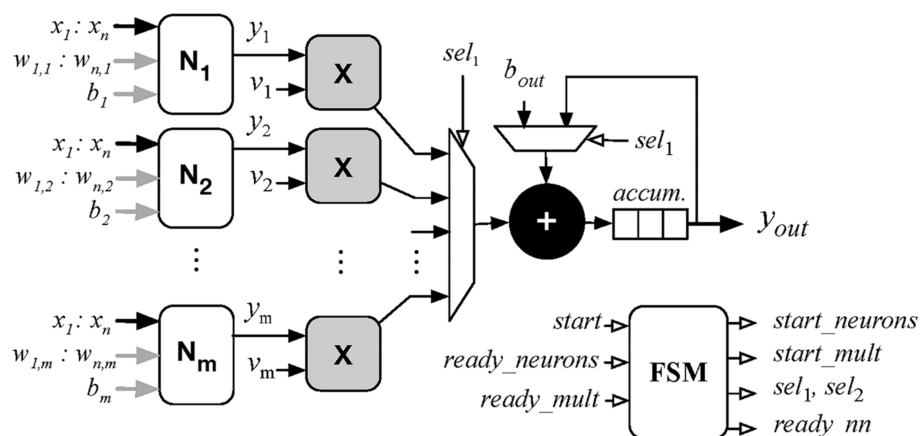 x1: xn
w1,1 : wn,1
b1
N1
y1
v1
X
sel1
bout
x1: xn
w1,2 : wn,2
b2
N2
y2
v2
X
sel1
+
accum.
yout
x1: xn
w1,m : wn,m
bm
Nm
ym
vm
X
start
ready_neurons
ready_mult
FSM
start_neurons
start_mult
sel1, sel2
ready_nn